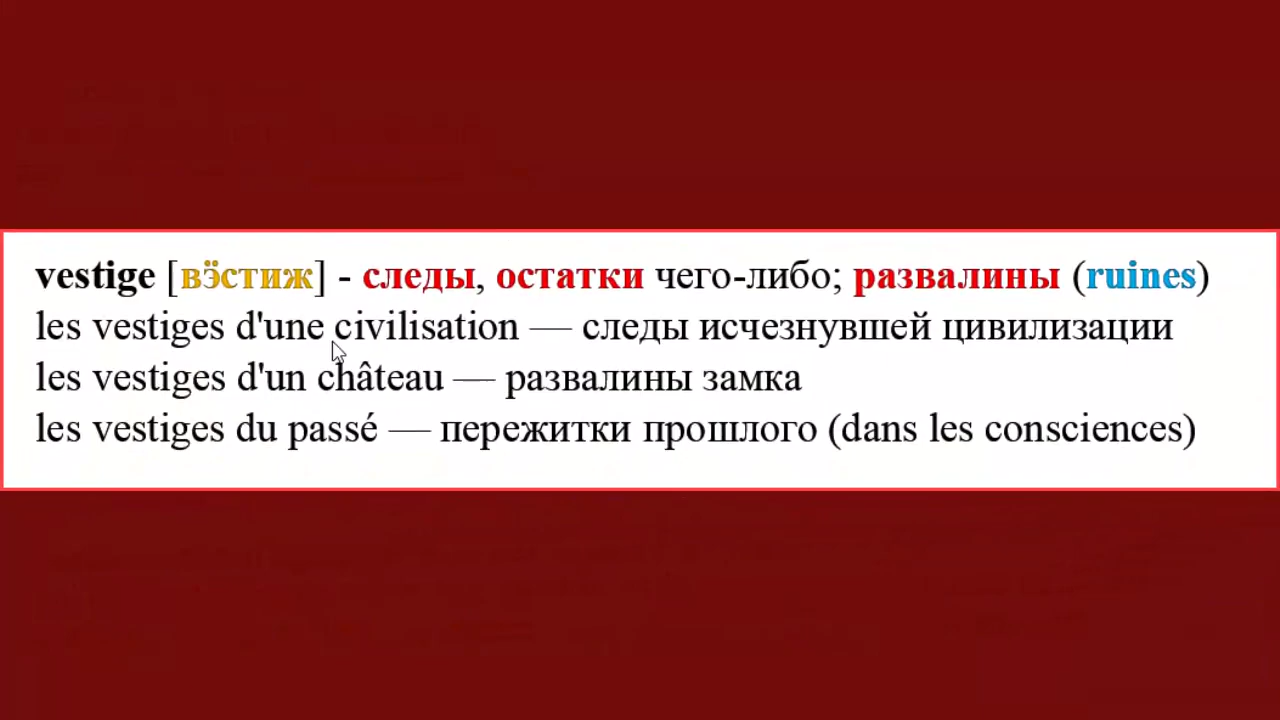 vestige [вӭстиж] - следы, остатки чего-либо; развалины (ruines)
les vestiges d'une civilisation — следы исчезнувшей цивилизации
les vestiges d'un château — развалины замка
les vestiges du passé — пережитки прошлого (dans les consciences)